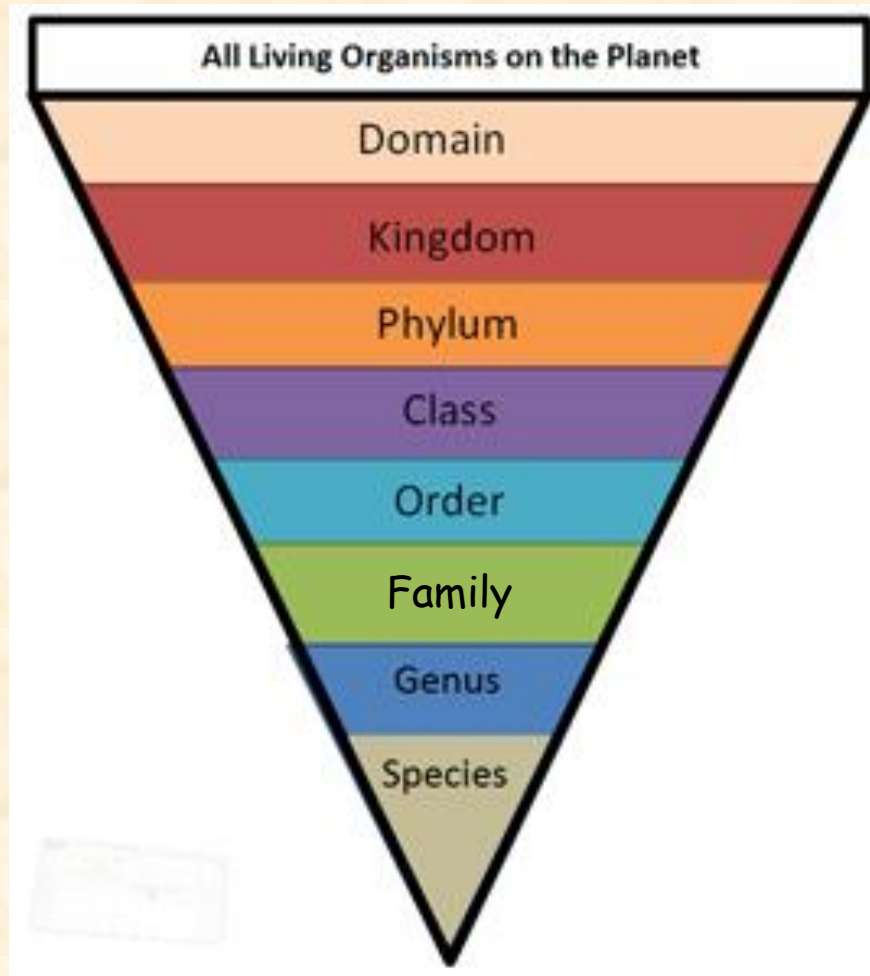 All Living Organisms on the Planet
Domain
Kingdom
Phylum
Class
Order
Family
Genus
Species